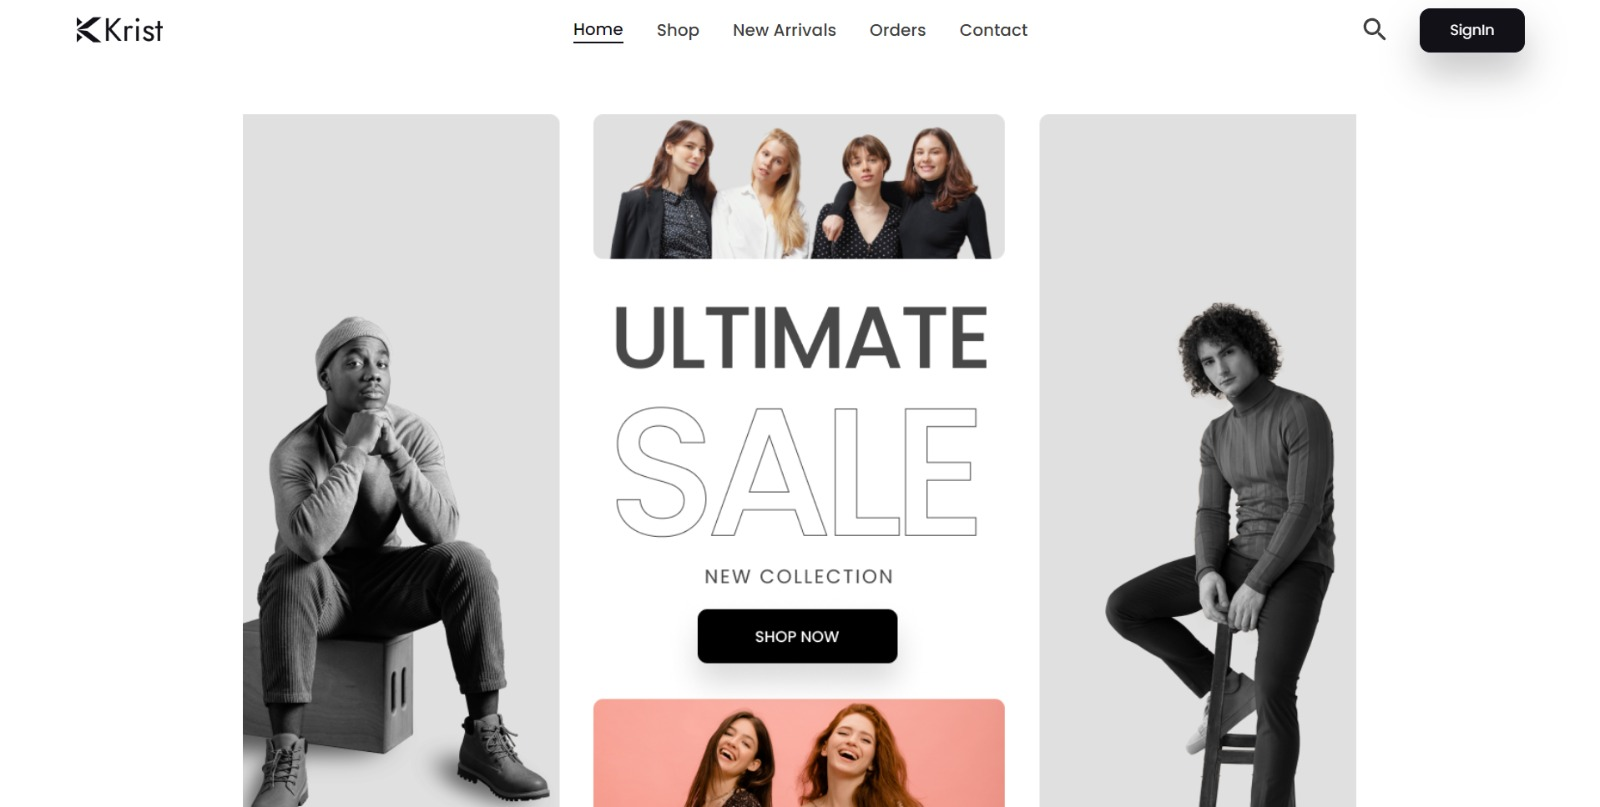 Krist
Home Shop New Arrivals Orders Contact
SignIn
ULTIMATE
SALE
NEW COLLECTION
SHOP NOW